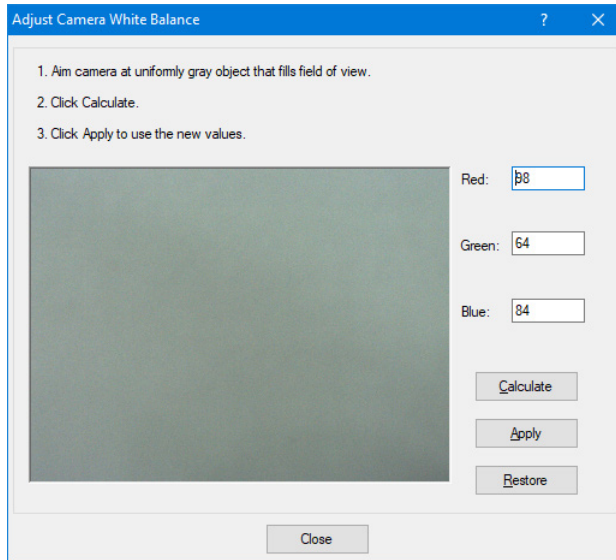 Adjust Camera White Balance ? ×
1. Aim camera at uniformly gray object that fills field of view.
2. Click Calculate.
3. Click Apply to use the new values.
Red: 98
Green: 64
Blue: 84
Calculate
Apply
Restore
Close